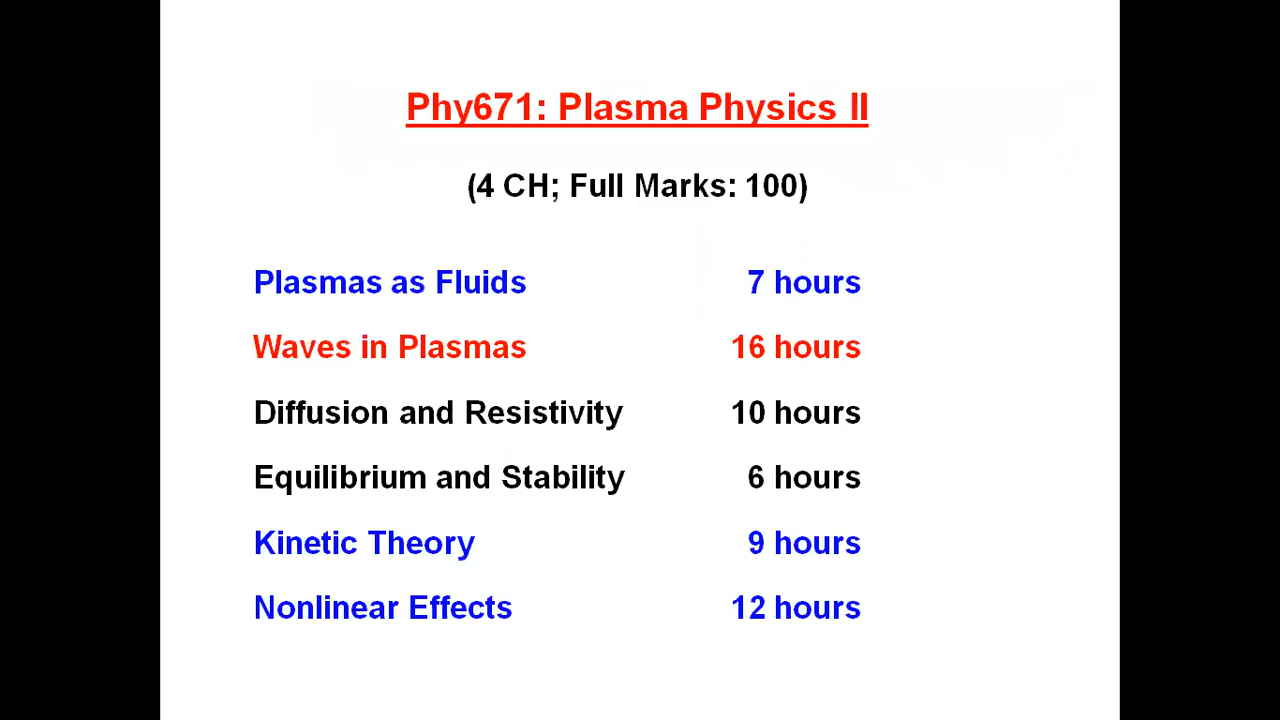 Phy671: Plasma Physics II
(4 CH; Full Marks: 100)
Plasmas as Fluids 7 hours
Waves in Plasmas 16 hours
Diffusion and Resistivity 10 hours
Equilibrium and Stability 6 hours
Kinetic Theory 9 hours
Nonlinear Effects 12 hours